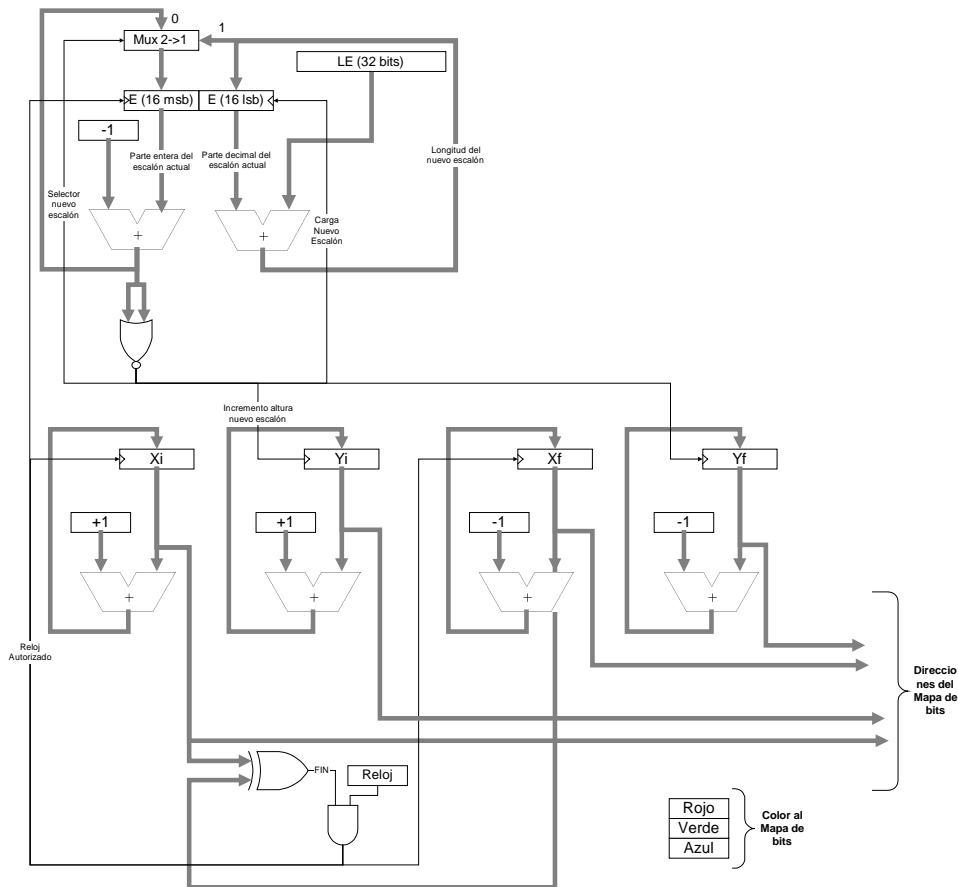 0
1
Mux 2->1
LE (32 bits)
E (16 msb)
E (16 lsb)
-1
Parte entera del
escalón actual
Parte decimal del
escalón actual
Longitud del
nuevo escalón
Selector
nuevo
escalón
Carga
Nuevo
Escalón
+
+
Incremento altura
nuevo escalón
Xi
Yi
Xf
Yf
+1
+1
-1
-1
+
+
+
+
Reloj
Autorizado
Direccio
nes del
Mapa de
bits
FIN
Reloj
Rojo
Verde
Azul
Color al
Mapa de
bits